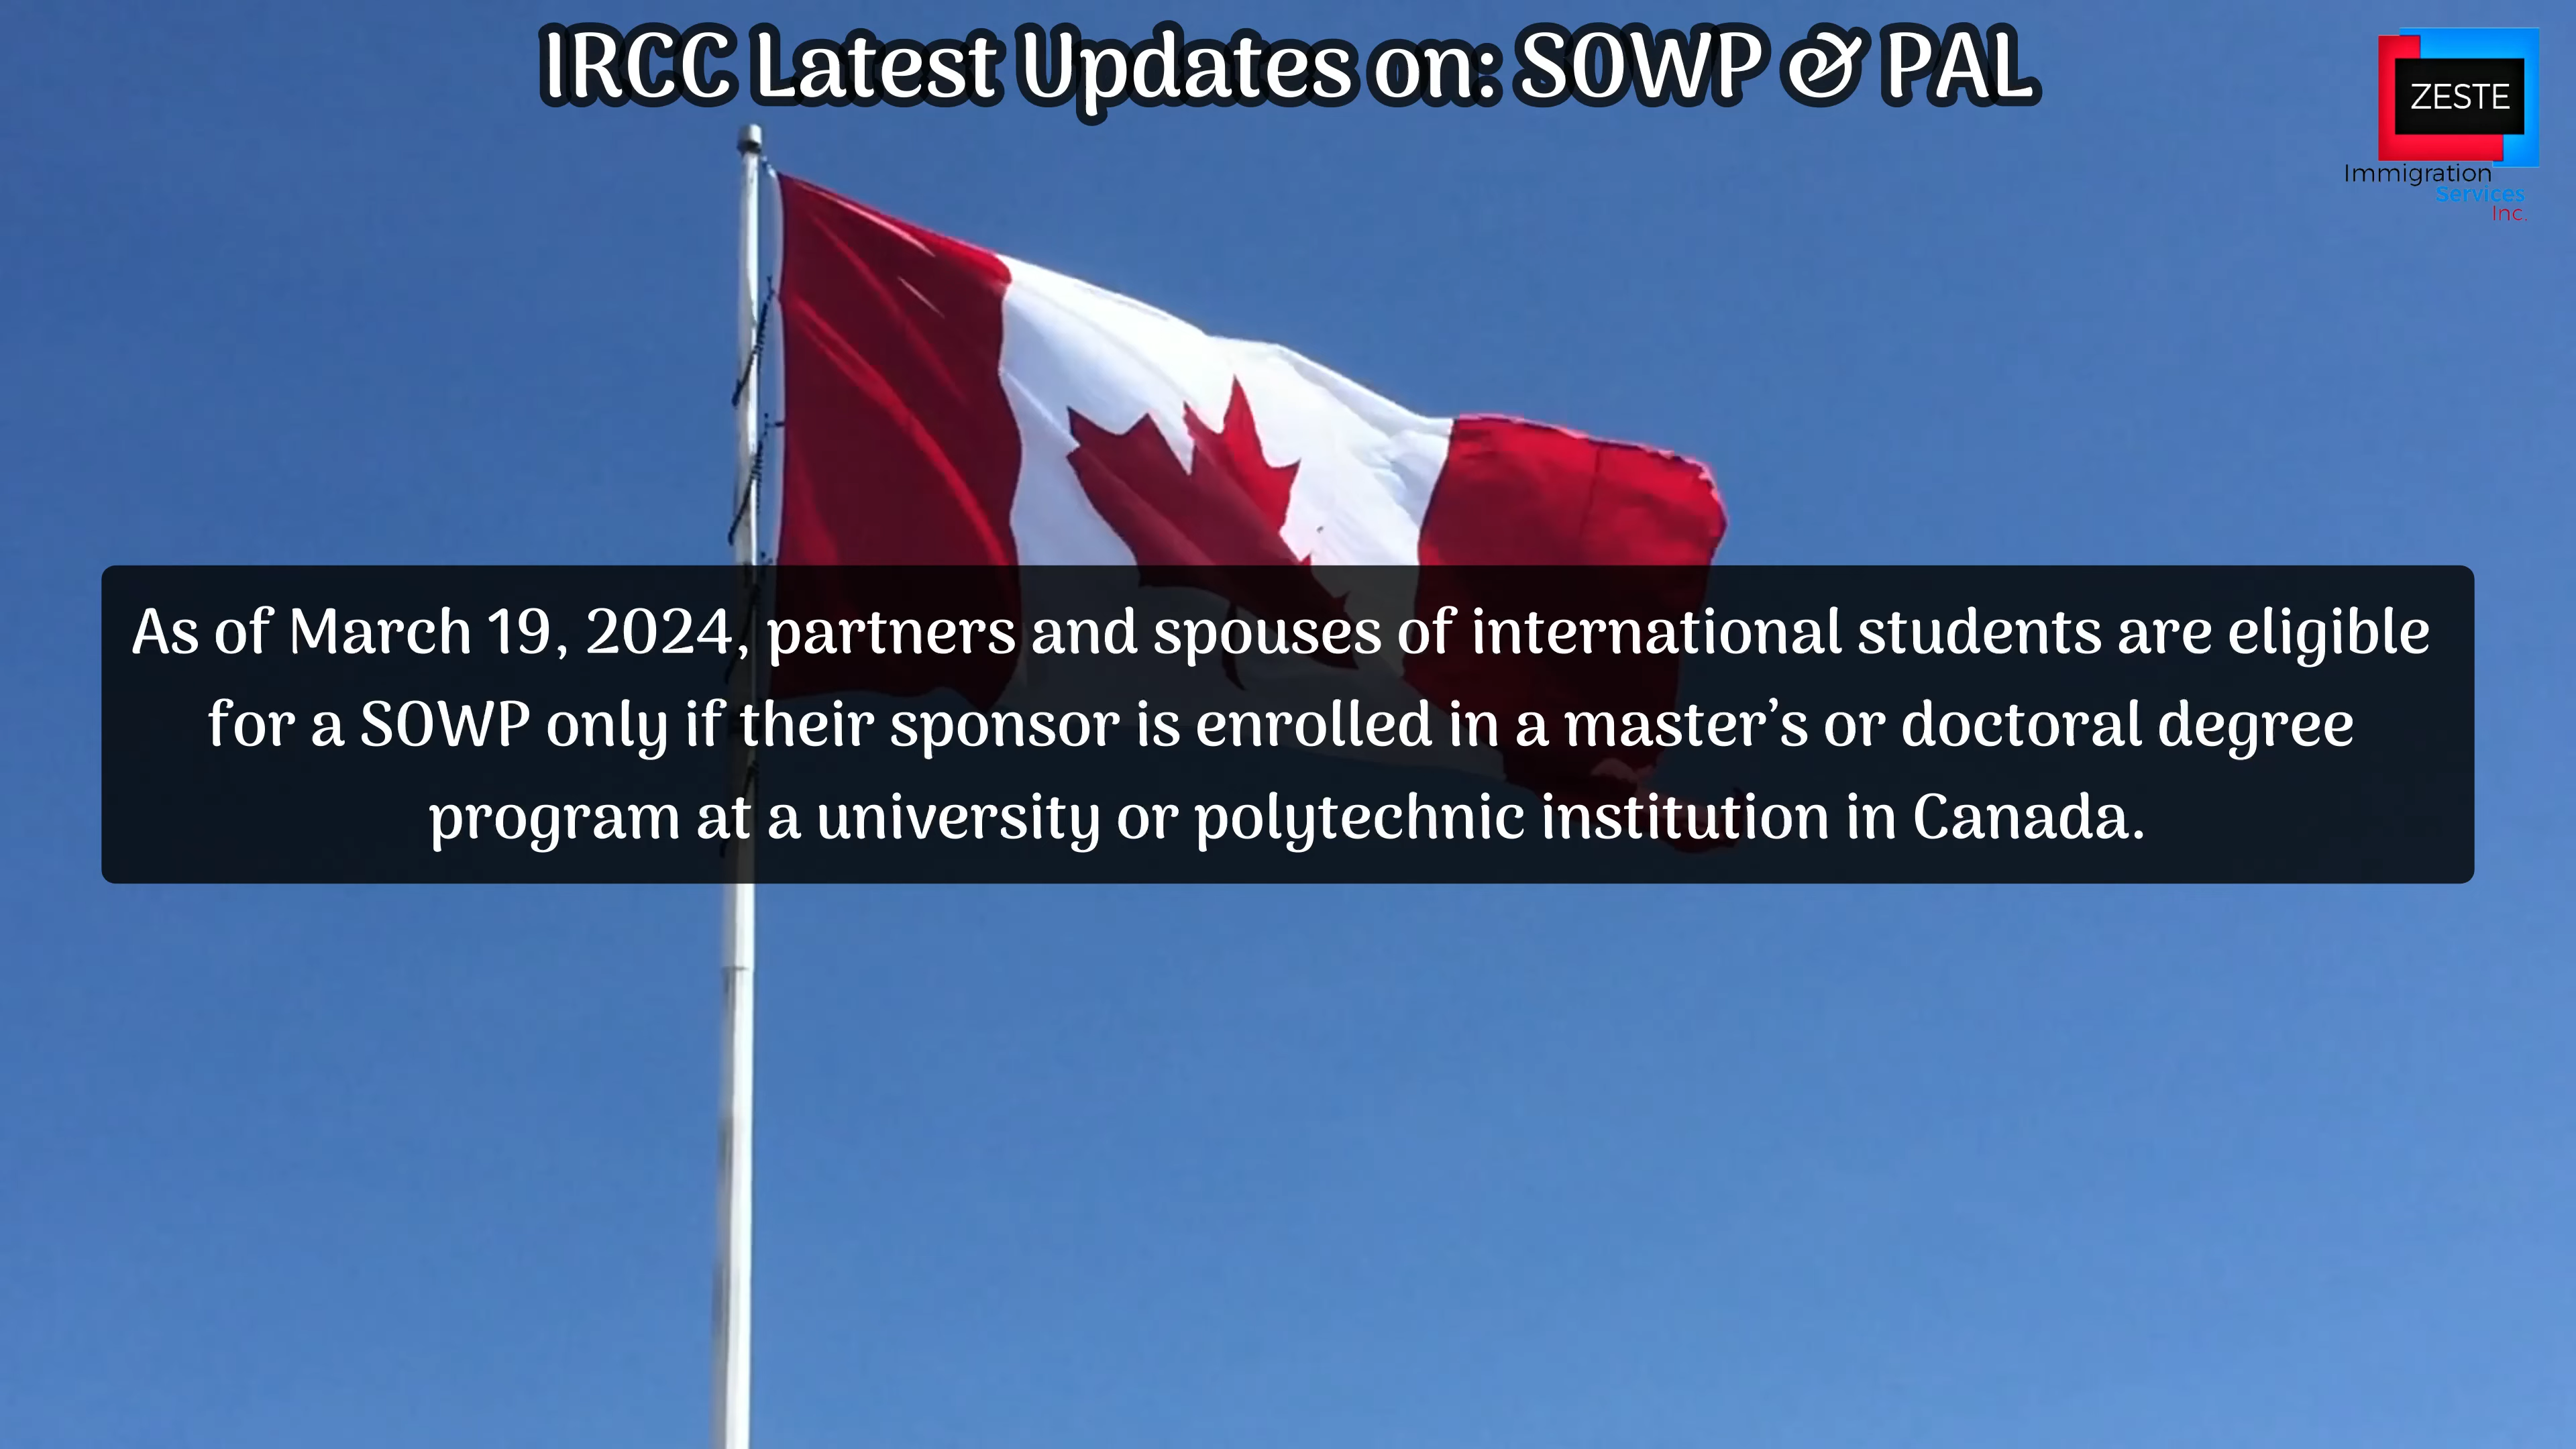 IRCC Latest Updates on: SOWP & PAL
ZESTE
Immigration
Services
Inc.
As of March 19, 2024, partners and spouses of international students are eligible
for a SOWP only if their sponsor is enrolled in a master’s or doctoral degree
program at a university or polytechnic institution in Canada.